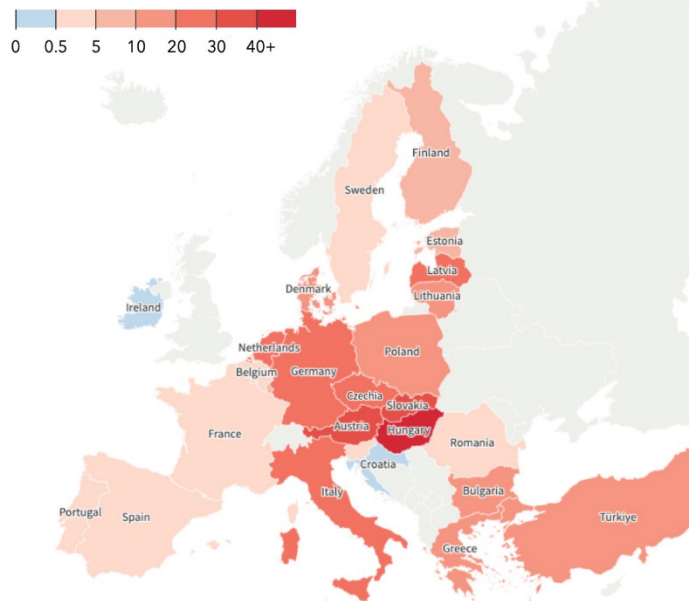 0 0.5 5 10 20 30 40+
Finland
Sweden
Estonia
Latvia
Denmark
Lithuania
Ireland
Netherlands
Poland
Belgium
Germany
Czechia
Slovakia
Austria
Hungary
France
Romania
Croatia
Italy
Bulgaria
Portugal
Spain
Türkiye
Greece